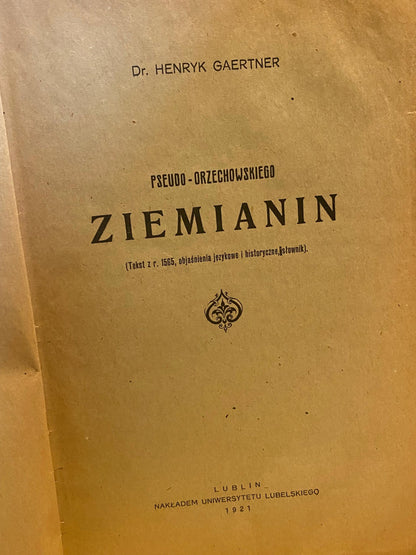 Dr. HENRYK GAERTNER
PSEUDO-ORZECHOWSKIEGO
ZIEMIANIN
(Tekst z r. 1565, objaśnienia językowe i historyczne, słownik).
LUBLIN
NAKŁADEM UNIWERSYTETU LUBELSKIEGO
1921